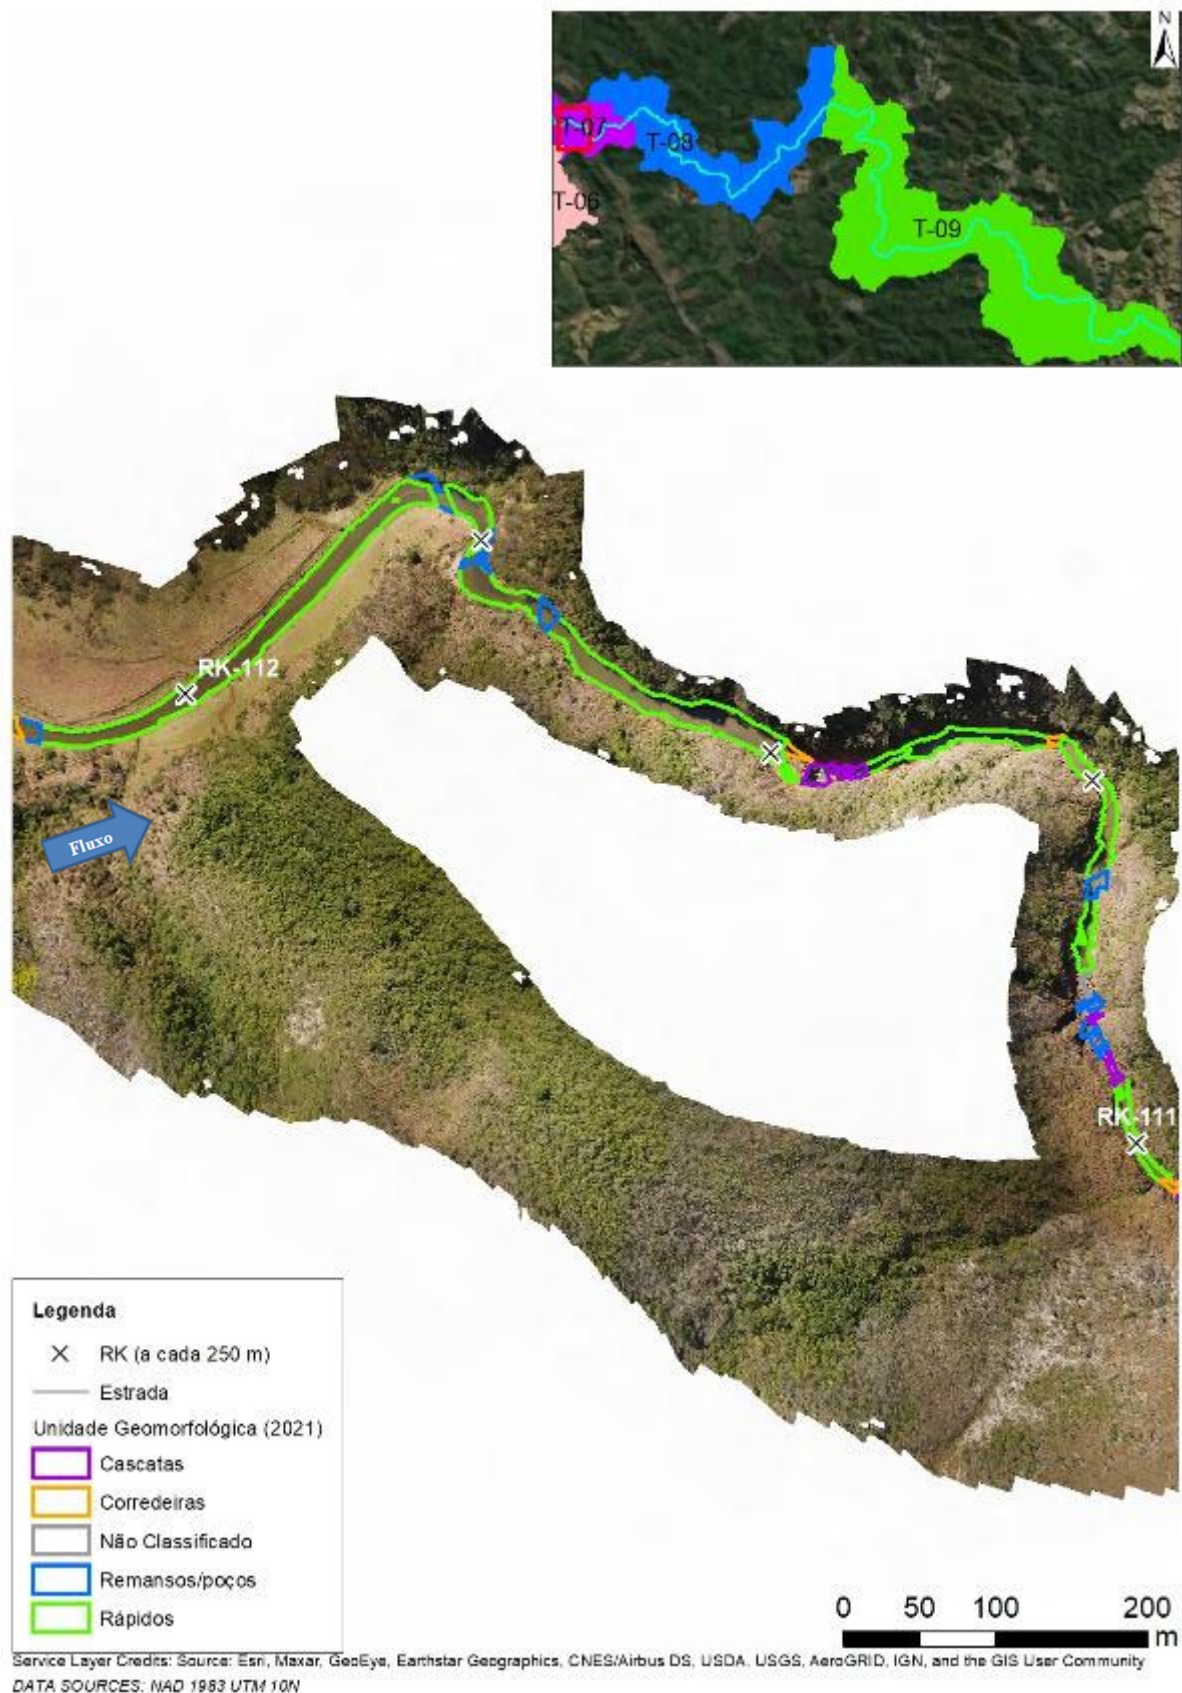 N
T-07
T-08
T-06
T-09
RK-112
Fluxo
RK-111
Legenda
RK (a cada 250 m)
Estrada
Unidade Geomorfológica (2021)
Cascatas
Corredeiras
Não Classificado
Remansos/poços
Rápidos
0 50 100 200
m
Service Layer Credits: Source: Esri, Maxar, GeoEye, Earthstar Geographics, CNES/Airbus DS, USDA, USGS, AeroGRID, IGN, and the GIS User Community
DATA SOURCES: NAD 1983 UTM 10N